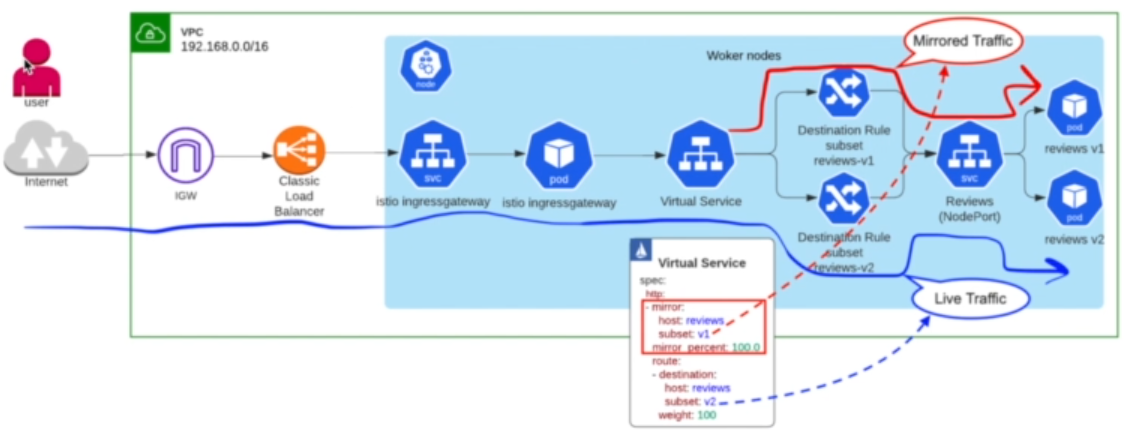 VPC
192.168.0.0/16
user
Internet
IGW
Classic
Load
Balancer
node
Woker nodes
Mirrored Traffic
svc
istio ingressgateway
pod
istio ingressgateway
Virtual Service
Destination Rule
subset
reviews-v1
Destination Rule
subset
reviews-v2
svc
Reviews
(NodePort)
pod
reviews v1
pod
reviews v2
Live Traffic
Virtual Service
spec:
http:
- mirror:
host: reviews
subset: v1
mirror_percent: 100.0
route:
- destination:
host: reviews
subset: v2
weight: 100